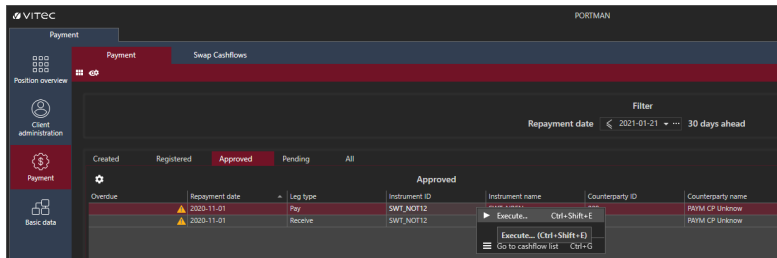 VITEC
PORTMAN
Payment
Payment Swap Cashflows
Position overview
Client
administration
Payment
Basic data
Filter
Repayment date 2021-01-21 ... 30 days ahead
Created Registered Approved Pending All
Approved
Overdue Repayment date Leg type Instrument ID Instrument name Counterparty ID Counterparty name
2020-11-01 Pay SWT_NOT12 PAYM CP Unknow
2020-11-01 Receive SWT_NOT12 PAYM CP Unknow
Execute... Ctrl+Shift+E
Execute... (Ctrl+Shift+E)
Go to cashflow list Ctrl+G